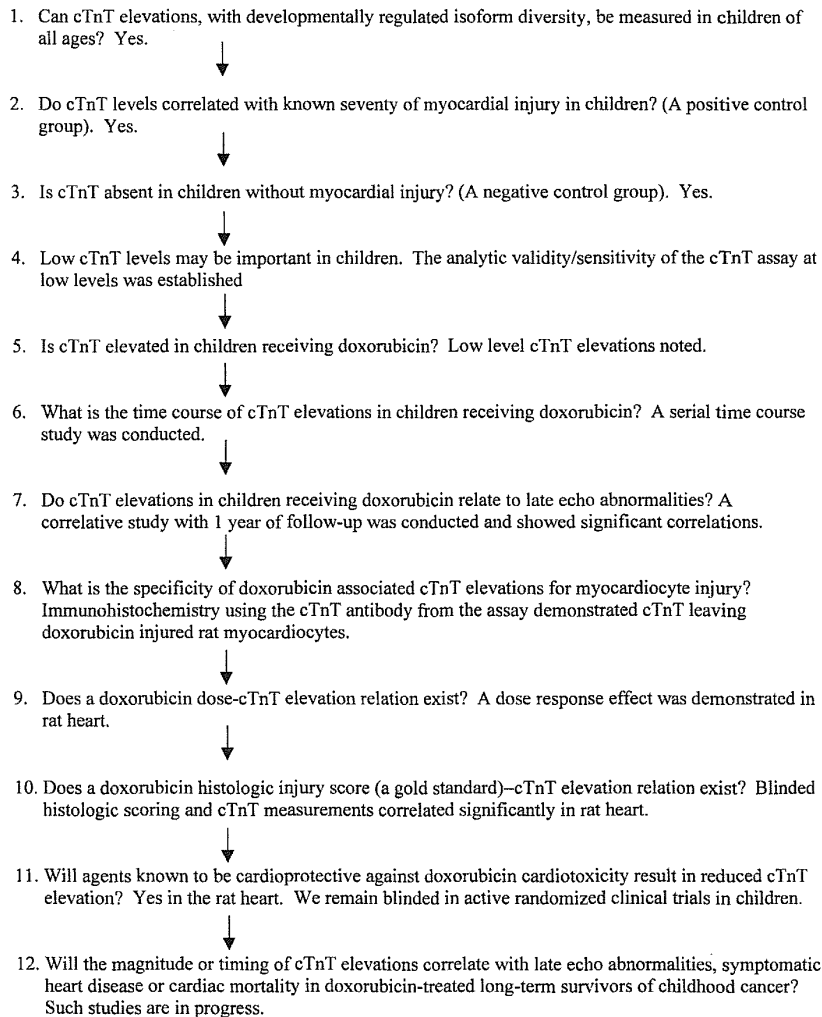 1. Can cTnT elevations, with developmentally regulated isoform diversity, be measured in children of
all ages? Yes.
2. Do cTnT levels correlated with known seventy of myocardial injury in children? (A positive control
group). Yes.
3. Is cTnT absent in children without myocardial injury? (A negative control group). Yes.
4. Low cTnT levels may be important in children. The analytic validity/sensitivity of the cTnT assay at
low levels was established
5. Is cTnT elevated in children receiving doxorubicin? Low level cTnT elevations noted.
6. What is the time course of cTnT elevations in children receiving doxorubicin? A serial time course
study was conducted.
7. Do cTnT elevations in children receiving doxorubicin relate to late echo abnormalities? A
correlative study with 1 year of follow-up was conducted and showed significant correlations.
8. What is the specificity of doxorubicin associated cTnT elevations for myocardiocyte injury?
Immunohistochemistry using the cTnT antibody from the assay demonstrated cTnT leaving
doxorubicin injured rat myocardiocytes.
9. Does a doxorubicin dose-cTnT elevation relation exist? A dose response effect was demonstrated in
rat heart.
10. Does a doxorubicin histologic injury score (a gold standard)–cTnT elevation relation exist? Blinded
histologic scoring and cTnT measurements correlated significantly in rat heart.
11. Will agents known to be cardioprotective against doxorubicin cardiotoxicity result in reduced cTnT
elevation? Yes in the rat heart. We remain blinded in active randomized clinical trials in children.
12. Will the magnitude or timing of cTnT elevations correlate with late echo abnormalities, symptomatic
heart disease or cardiac mortality in doxorubicin-treated long-term survivors of childhood cancer?
Such studies are in progress.